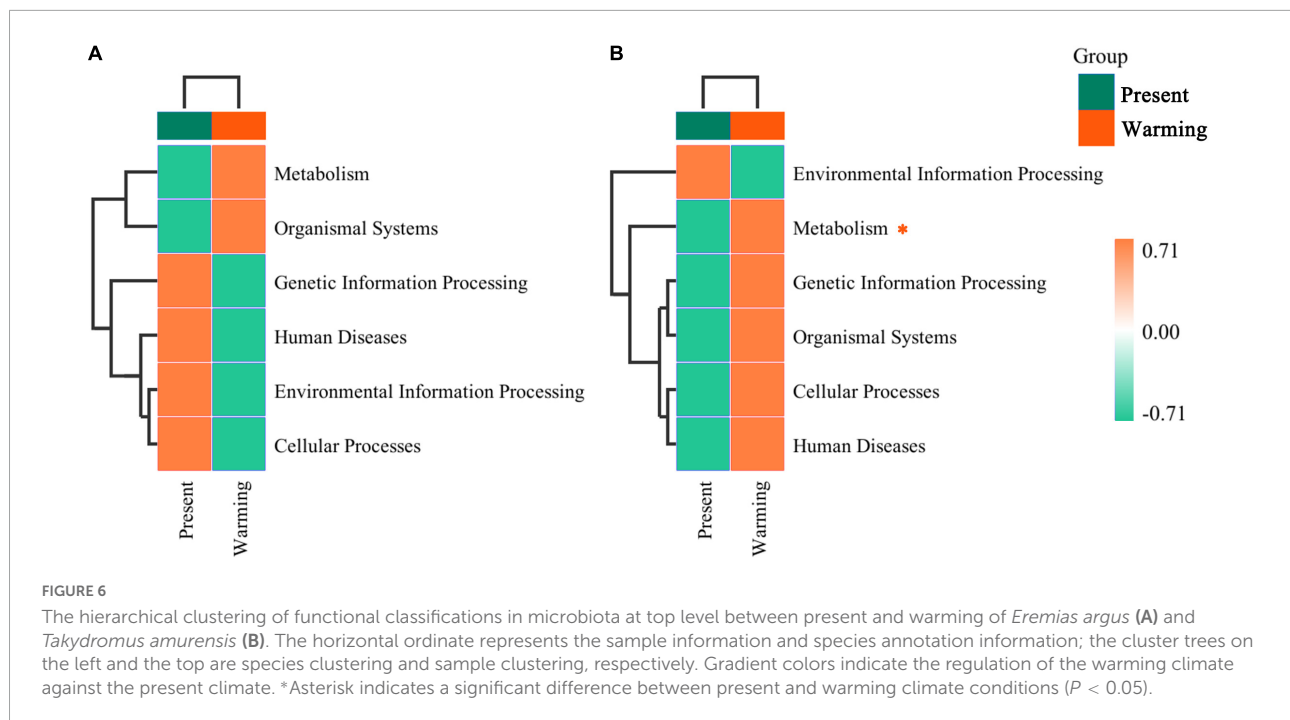 A
B
Group
Present
Warming
Metabolism
Organismal Systems
Genetic Information Processing
Human Diseases
Environmental Information Processing
Cellular Processes
Present
Warming
Environmental Information Processing
Metabolism *
Genetic Information Processing
Organismal Systems
Cellular Processes
Human Diseases
Present
Warming
0.71
0.00
-0.71
FIGURE 6
The hierarchical clustering of functional classifications in microbiota at top level between present and warming of Eremias argus (A) and
Takydromus amurensis (B). The horizontal ordinate represents the sample information and species annotation information; the cluster trees on
the left and the top are species clustering and sample clustering, respectively. Gradient colors indicate the regulation of the warming climate
against the present climate. *Asterisk indicates a significant difference between present and warming climate conditions (P < 0.05).